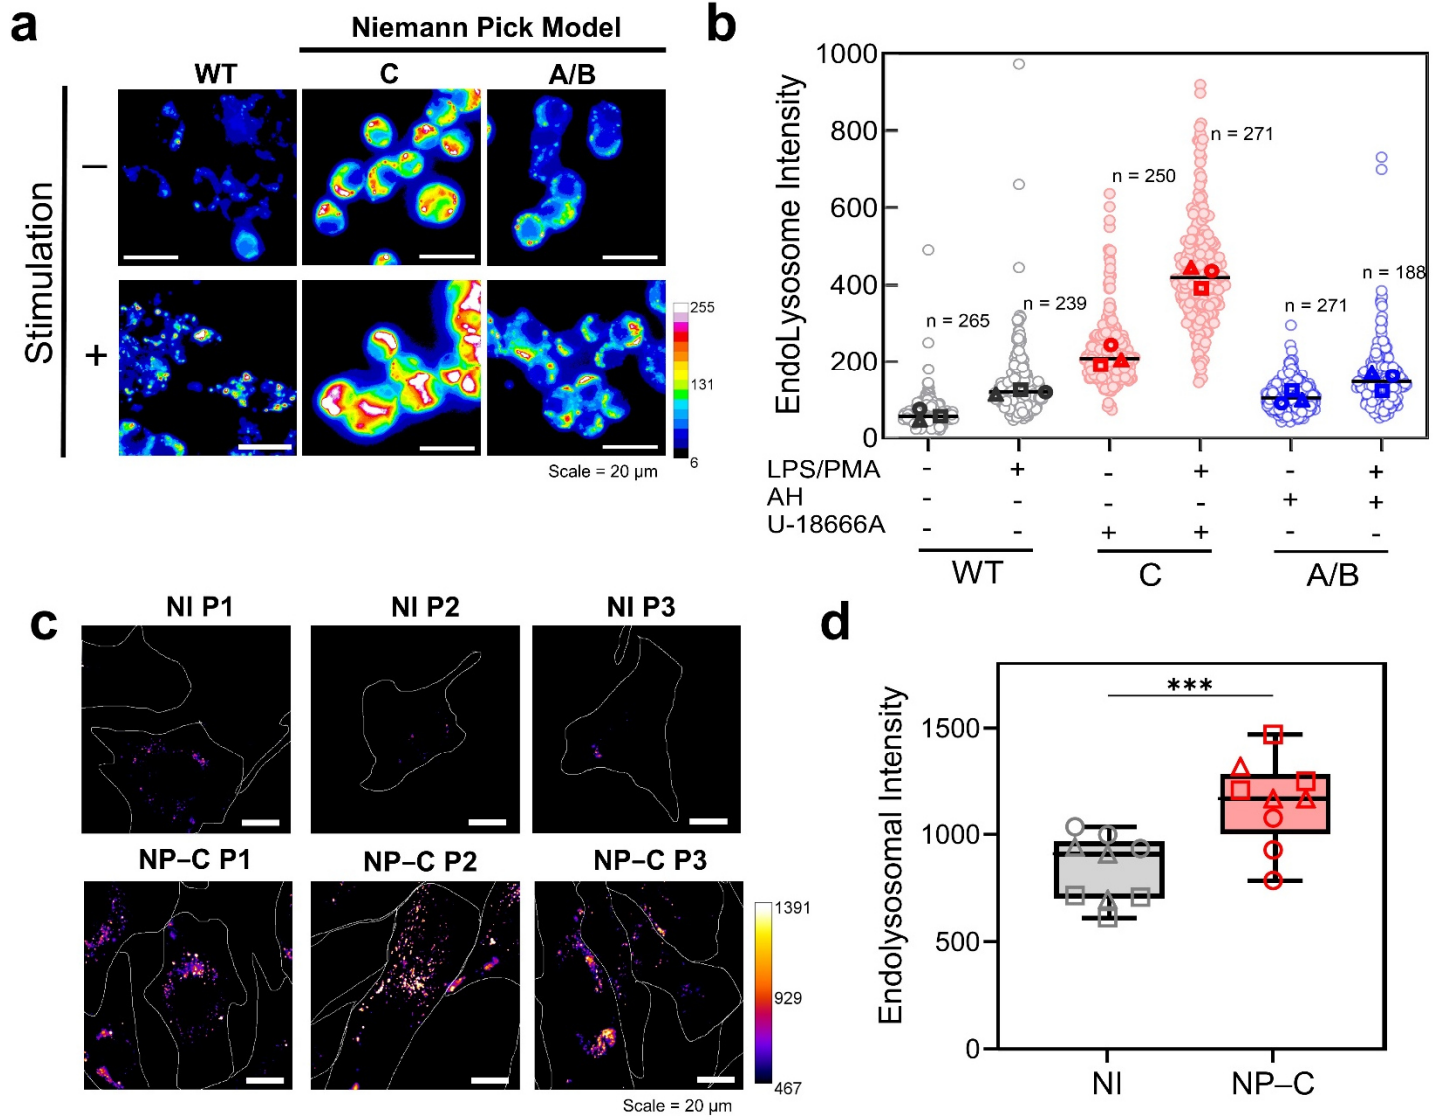 a
Niemann Pick Model
WT
C
A/B
Stimulation
–
+
255
131
6
Scale = 20 µm
b
EndoLysosome Intensity
1000
800
600
400
200
0
n = 265
n = 239
n = 250
n = 271
n = 271
n = 188
LPS/PMA - + - + - +
AH - - - - + +
U-18666A - - + + - -
WT C A/B
c
NI P1
NI P2
NI P3
NP–C P1
NP–C P2
NP–C P3
1391
929
467
Scale = 20 µm
d
Endolysosomal Intensity
1500
1000
500
0
***
NI
NP–C